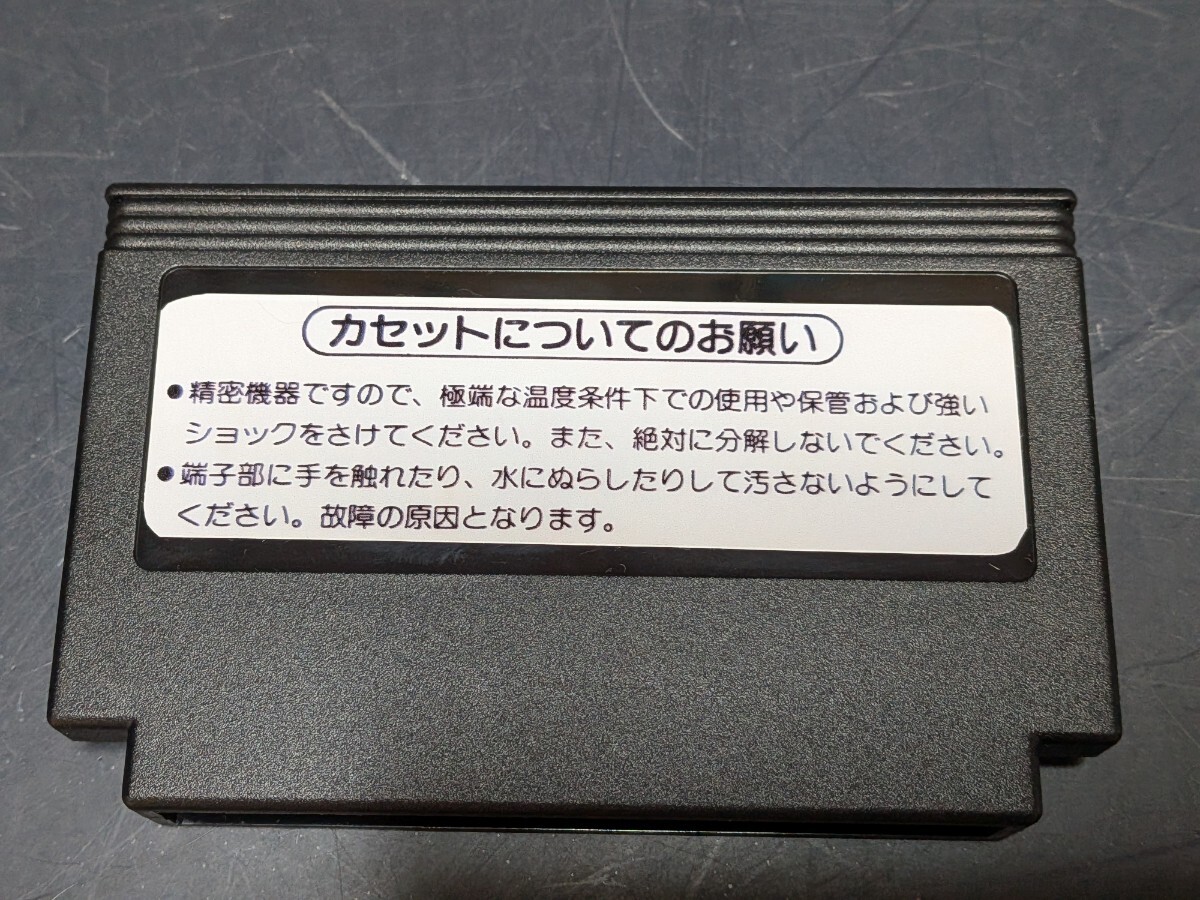 カセットについてのお願い
●精密機器ですので、極端な温度条件下での使用や保管および強い
ショックをさけてください。また、絶対に分解しないでください。
●端子部に手を触れたり、水にぬらしたりして汚さないようにして
ください。故障の原因となります。